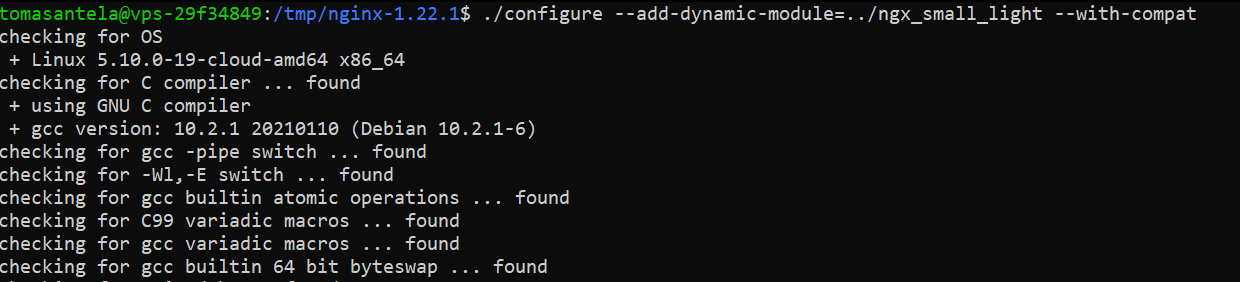 tomasantela@vps-29f34849:/tmp/nginx-1.22.1$ ./configure --add-dynamic-module=../ngx_small_light --with-compat
checking for OS
 + Linux 5.10.0-19-cloud-amd64 x86_64
checking for C compiler ... found
 + using GNU C compiler
 + gcc version: 10.2.1 20210110 (Debian 10.2.1-6)
checking for gcc -pipe switch ... found
checking for -Wl,-E switch ... found
checking for gcc builtin atomic operations ... found
checking for C99 variadic macros ... found
checking for gcc variadic macros ... found
checking for gcc builtin 64 bit byteswap ... found